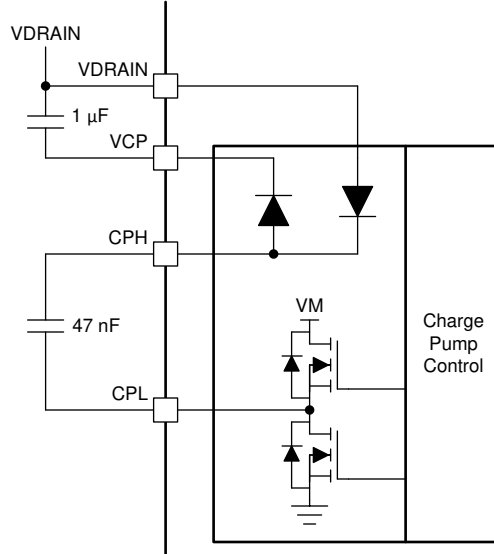 VDRAIN
VDRAIN
1 µF
VCP
CPH
47 nF
VM
Charge
Pump
Control
CPL